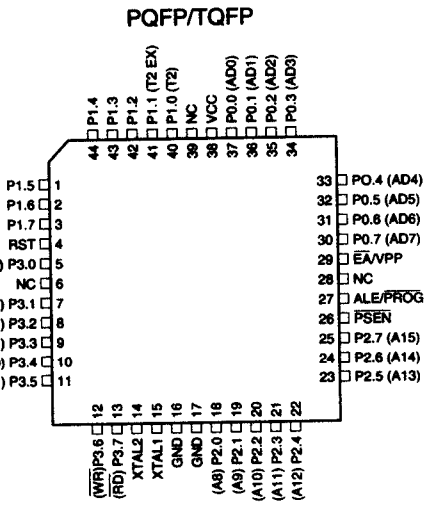 PQFP/TQFP
P1.4
P1.3
P1.2
P1.1 (T2 EX)
P1.0 (T2)
NC
VCC
P0.0 (AD0)
P0.1 (AD1)
P0.2 (AD2)
P0.3 (AD3)
44
43
42
41
40
39
38
37
36
35
34
P1.5 1
P1.6 2
P1.7 3
RST 4
) P3.0 5
NC 6
) P3.1 7
) P3.2 8
) P3.3 9
) P3.4 10
) P3.5 11
33 PO.4 (AD4)
32 P0.5 (AD5)
31 P0.6 (AD6)
30 P0.7 (AD7)
29 EA/VPP
28 NC
27 ALE/PROG
26 PSEN
25 P2.7 (A15)
24 P2.6 (A14)
23 P2.5 (A13)
12
13
14
15
16
17
18
19
20
21
22
(WR)P3.6
(RD) P3.7
XTAL2
XTAL1
GND
GND
(A8) P2.0
(A9) P2.1
(A10) P2.2
(A11) P2.3
(A12) P2.4